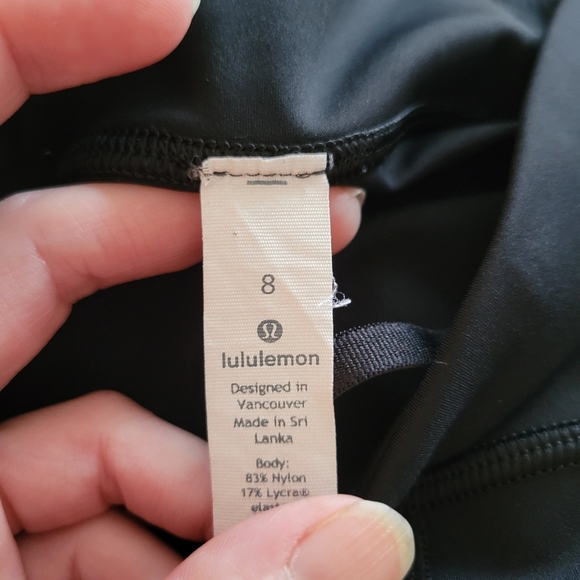 8
lululemon
Designed in
Vancouver
Made in Sri
Lanka
Body:
83% Nylon
17% Lycra®